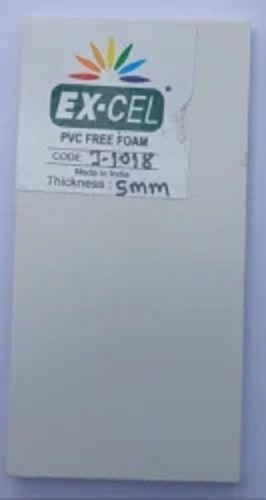 EX-CEL®
PVC FREE FOAM
CODE J-1018
Made in India
Thickness : 5mm